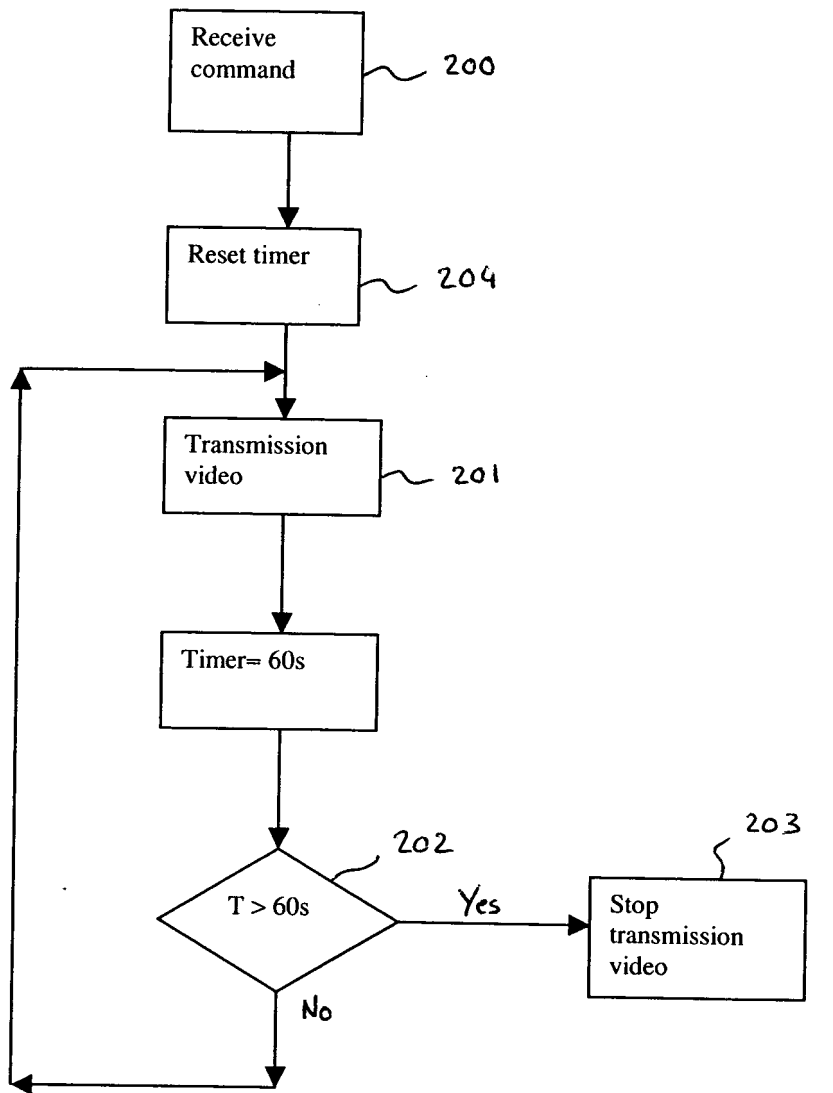 Receive
command
200
Reset timer
204
Transmission
video
201
Timer= 60s
202
203
T > 60s
Yes
Stop
transmission
video
No